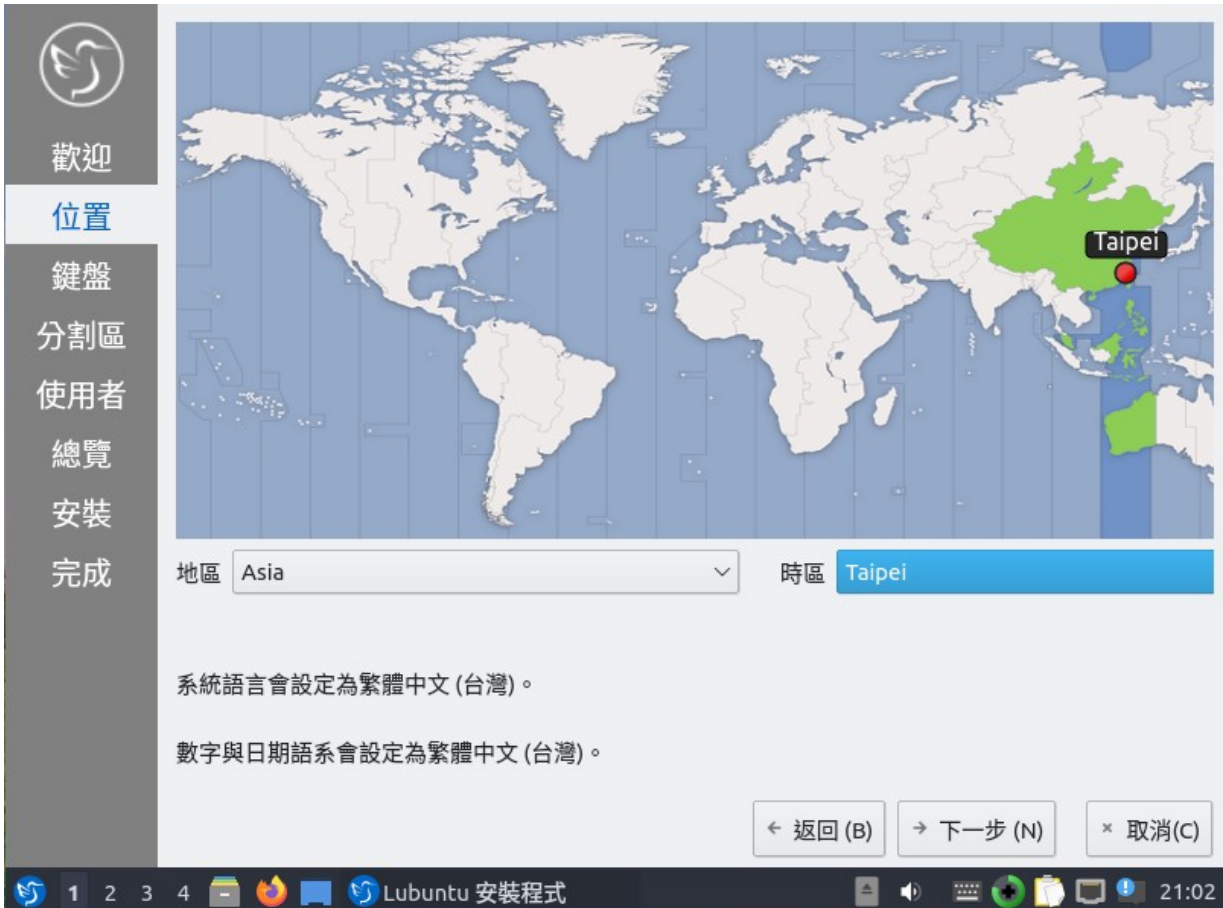 歡迎
位置
鍵盤
分割區
使用者
總覽
安裝
完成
Taipei
地區 Asia 時區 Taipei
系統語言會設定為繁體中文 (台灣)。
數字與日期語系會設定為繁體中文 (台灣)。
返回 (B) 下一步 (N) × 取消(C)
1 2 3 4 Lubuntu 安裝程式 21:02